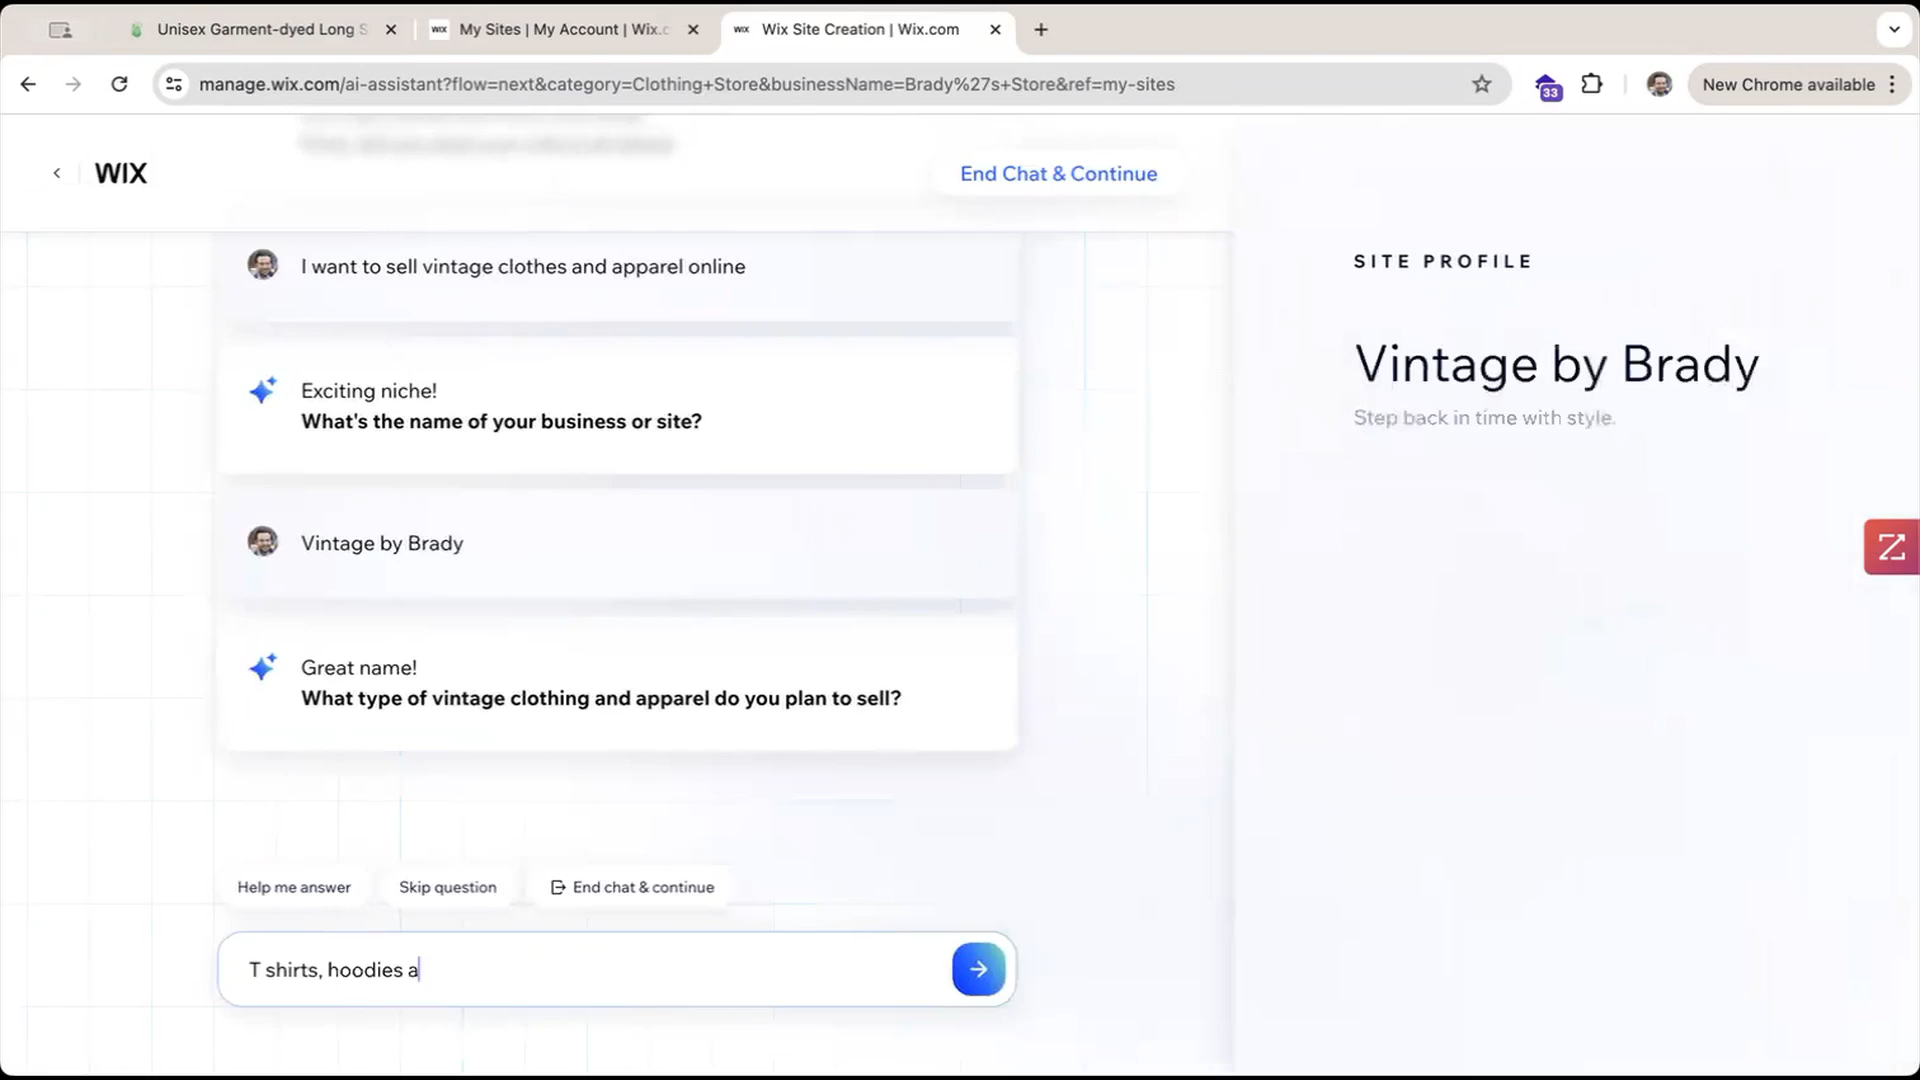 Unisex Garment-dyed Long S
WIX My Sites | My Account | Wix.c
WIX Wix Site Creation | Wix.com
manage.wix.com/ai-assistant?flow=next&category=Clothing+Store&businessName=Brady%27s+Store&ref=my-sites
33
New Chrome available
WIX
End Chat & Continue
I want to sell vintage clothes and apparel online
Exciting niche!
What's the name of your business or site?
Vintage by Brady
Great name!
What type of vintage clothing and apparel do you plan to sell?
Help me answer
Skip question
End chat & continue
T shirts, hoodies a
SITE PROFILE
Vintage by Brady
Step back in time with style.